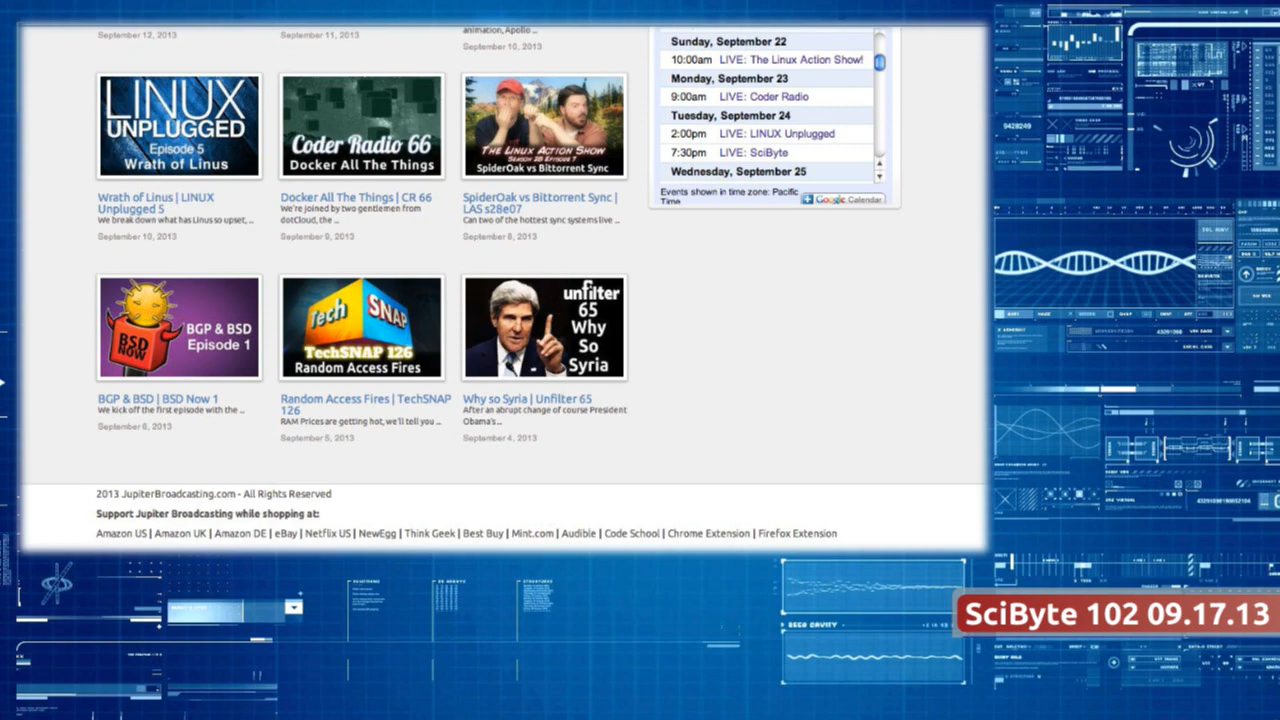 September 12, 2013
September 11, 2013
animation, Apollo ...
September 10, 2013
LINUX
UNPLUGGED
Episode 5
Wrath of Linus
Coder Radio 66
Docker All The Things
THE LINUX ACTION SHOW
SEASON 28 EPISODE 7
SpiderOak vs Bittorrent Sync
Wrath of Linus | LINUX
Unplugged 5
We break down what has Linus so upset, ...
September 10, 2013
Docker All The Things | CR 66
We're joined by two gentlemen from
dotCloud, the ...
September 9, 2013
SpiderOak vs Bittorrent Sync |
LAS s28e07
Can two of the hottest sync systems live ...
September 8, 2013
BSD
NOW
BGP & BSD
Episode 1
Tech
SNAP
TechSNAP 126
Random Access Fires
unfilter
65
Why
So
Syria
BGP & BSD | BSD Now 1
We kick off the first episode with the ...
September 6, 2013
Random Access Fires | TechSNAP
126
RAM Prices are getting hot, we'll tell you ...
September 5, 2013
Why so Syria | Unfilter 65
After an abrupt change of course President
Obama's ...
September 4, 2013
Sunday, September 22
10:00am LIVE: The Linux Action Show!
Monday, September 23
9:00am LIVE: Coder Radio
Tuesday, September 24
2:00pm LIVE: LINUX Unplugged
7:30pm LIVE: SciByte
Wednesday, September 25
Events shown in time zone: Pacific
Time
Google Calendar
2013 JupiterBroadcasting.com - All Rights Reserved
Support Jupiter Broadcasting while shopping at:
Amazon US | Amazon UK | Amazon DE | eBay | Netflix US | NewEgg | Think Geek | Best Buy | Mint.com | Audible | Code School | Chrome Extension | Firefox Extension
9428249
SciByte 102 09.17.13